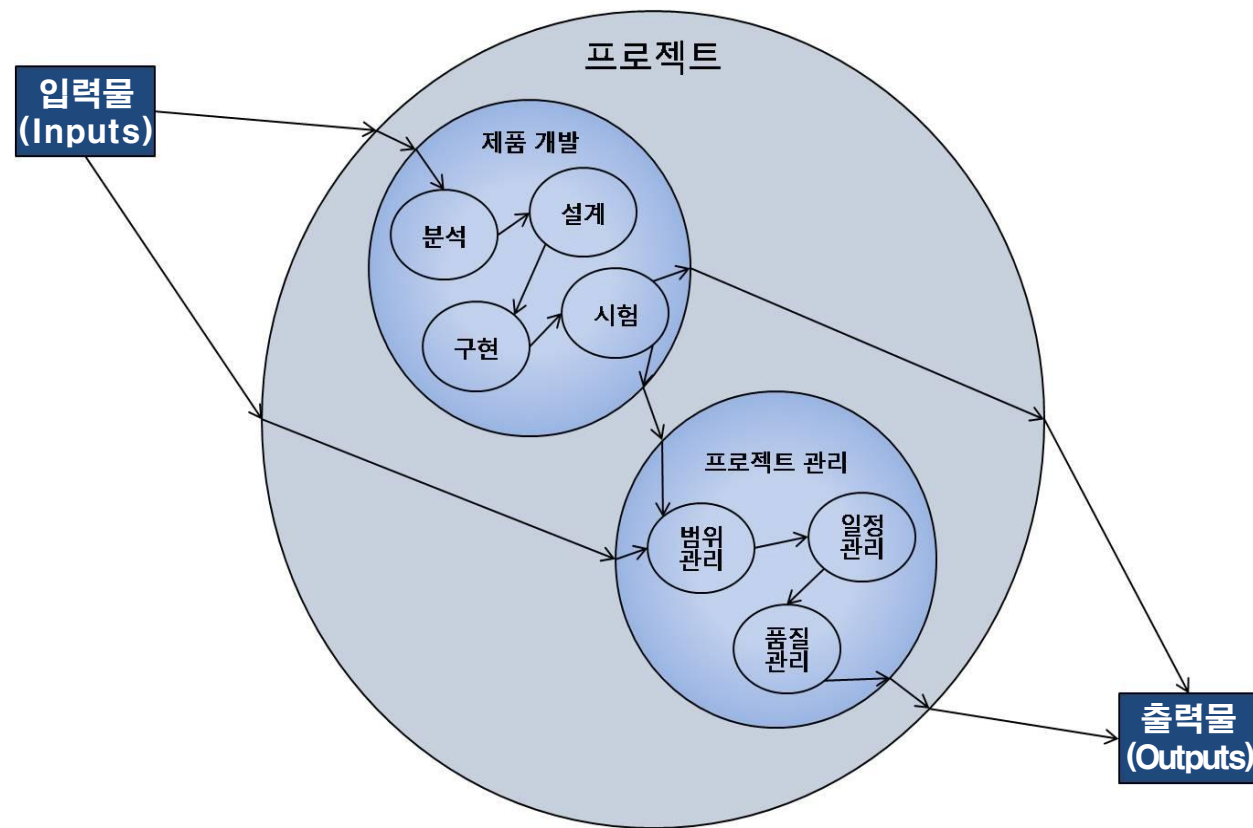 프로젝트
입력물
(Inputs)
제품 개발
분석
설계
구현
시험
프로젝트 관리
범위
관리
일정
관리
품질
관리
출력물
(Outputs)